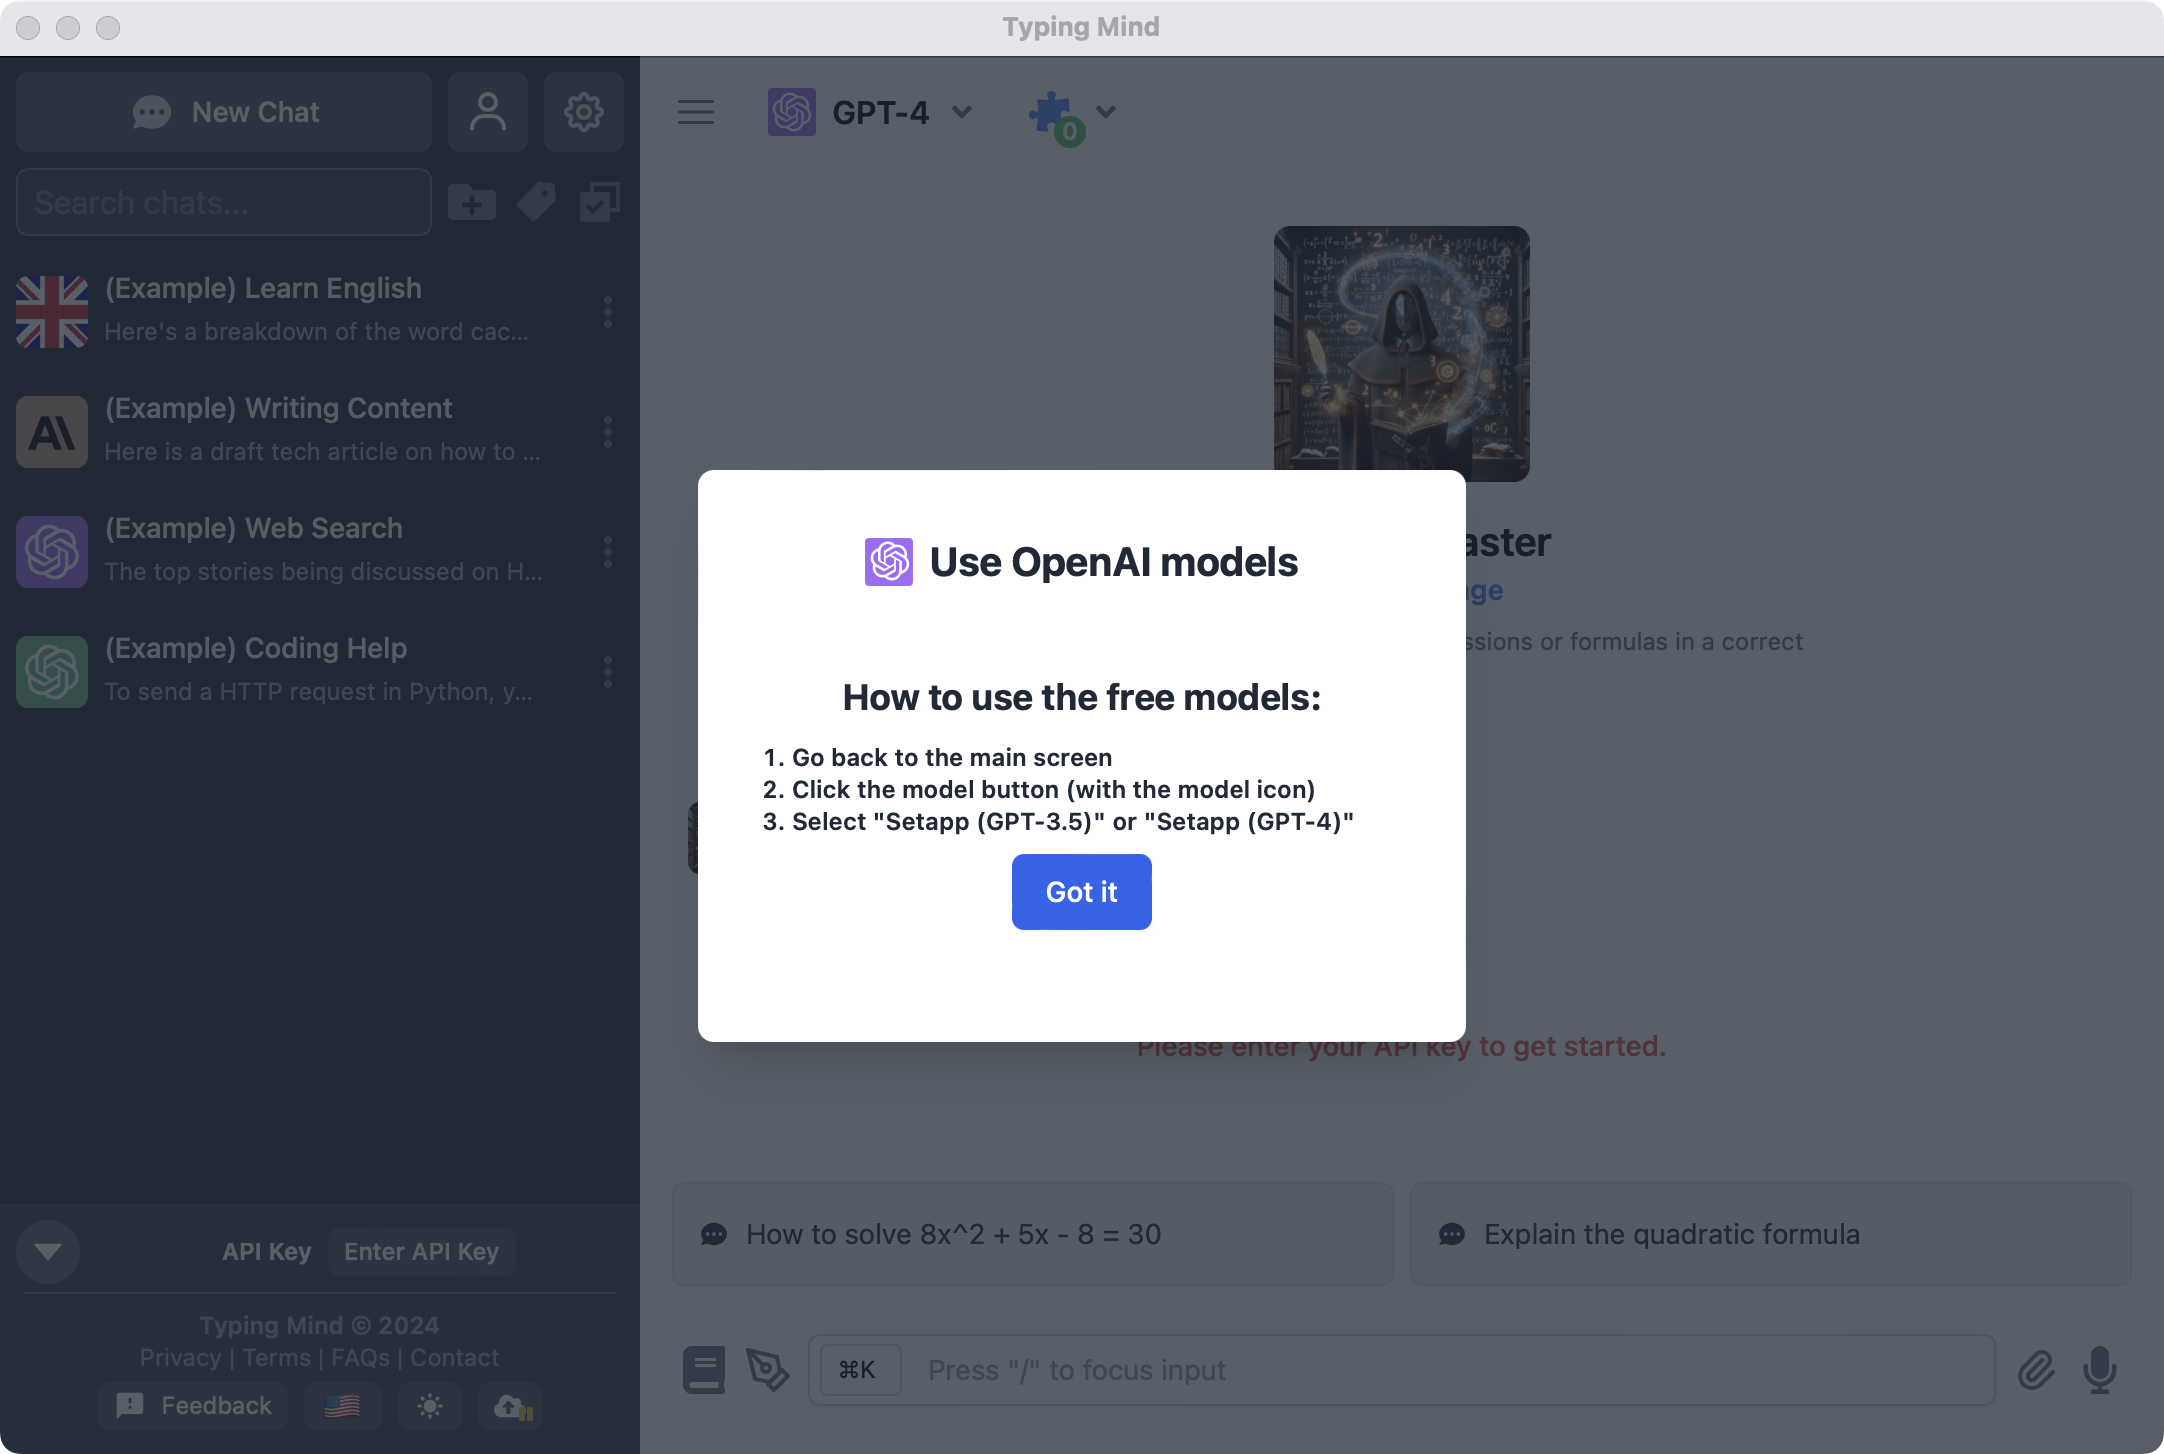 Typing Mind
New Chat
Search chats...
(Example) Learn English
Here's a breakdown of the word cac...
(Example) Writing Content
Here is a draft tech article on how to ...
(Example) Web Search
The top stories being discussed on H...
(Example) Coding Help
To send a HTTP request in Python, y...
API Key Enter API Key
Typing Mind © 2024
Privacy | Terms | FAQs | Contact
Feedback
GPT-4
0
aster
ssions or formulas in a correct
Use OpenAI models
How to use the free models:
1. Go back to the main screen
2. Click the model button (with the model icon)
3. Select "Setapp (GPT-3.5)" or "Setapp (GPT-4)"
Got it
Please enter your API key to get started.
How to solve 8x^2 + 5x - 8 = 30
Explain the quadratic formula
⌘K Press "/" to focus input